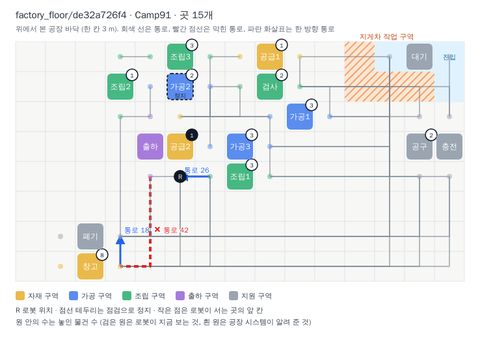 factory_floor/de32a726f4 · Camp91 · 곳 15개
위에서 본 공장 바닥 (한 칸 3 m). 회색 선은 통로, 빨간 점선은 막힌 통로, 파란 화살표는 한 방향 통로
지게차 작업 구역
조립3 3
공급1 1
대기
진입
조립2 2
가공2 2
점검
검사 2
가공1 3
출하
공급2 1
가공3 3
공구 2
충전
조립1 3
통로 26
R
통로 18
✕ 통로 42
폐기
창고 8
자재 구역
가공 구역
조립 구역
출하 구역
지원 구역
R 로봇 위치 · 점선 테두리는 점검으로 정지 · 작은 점은 로봇이 서는 곳의 앞 칸
원 안의 수는 놓인 물건 수 (검은 원은 로봇이 지금 보는 것, 흰 원은 공장 시스템이 알려 준 것)